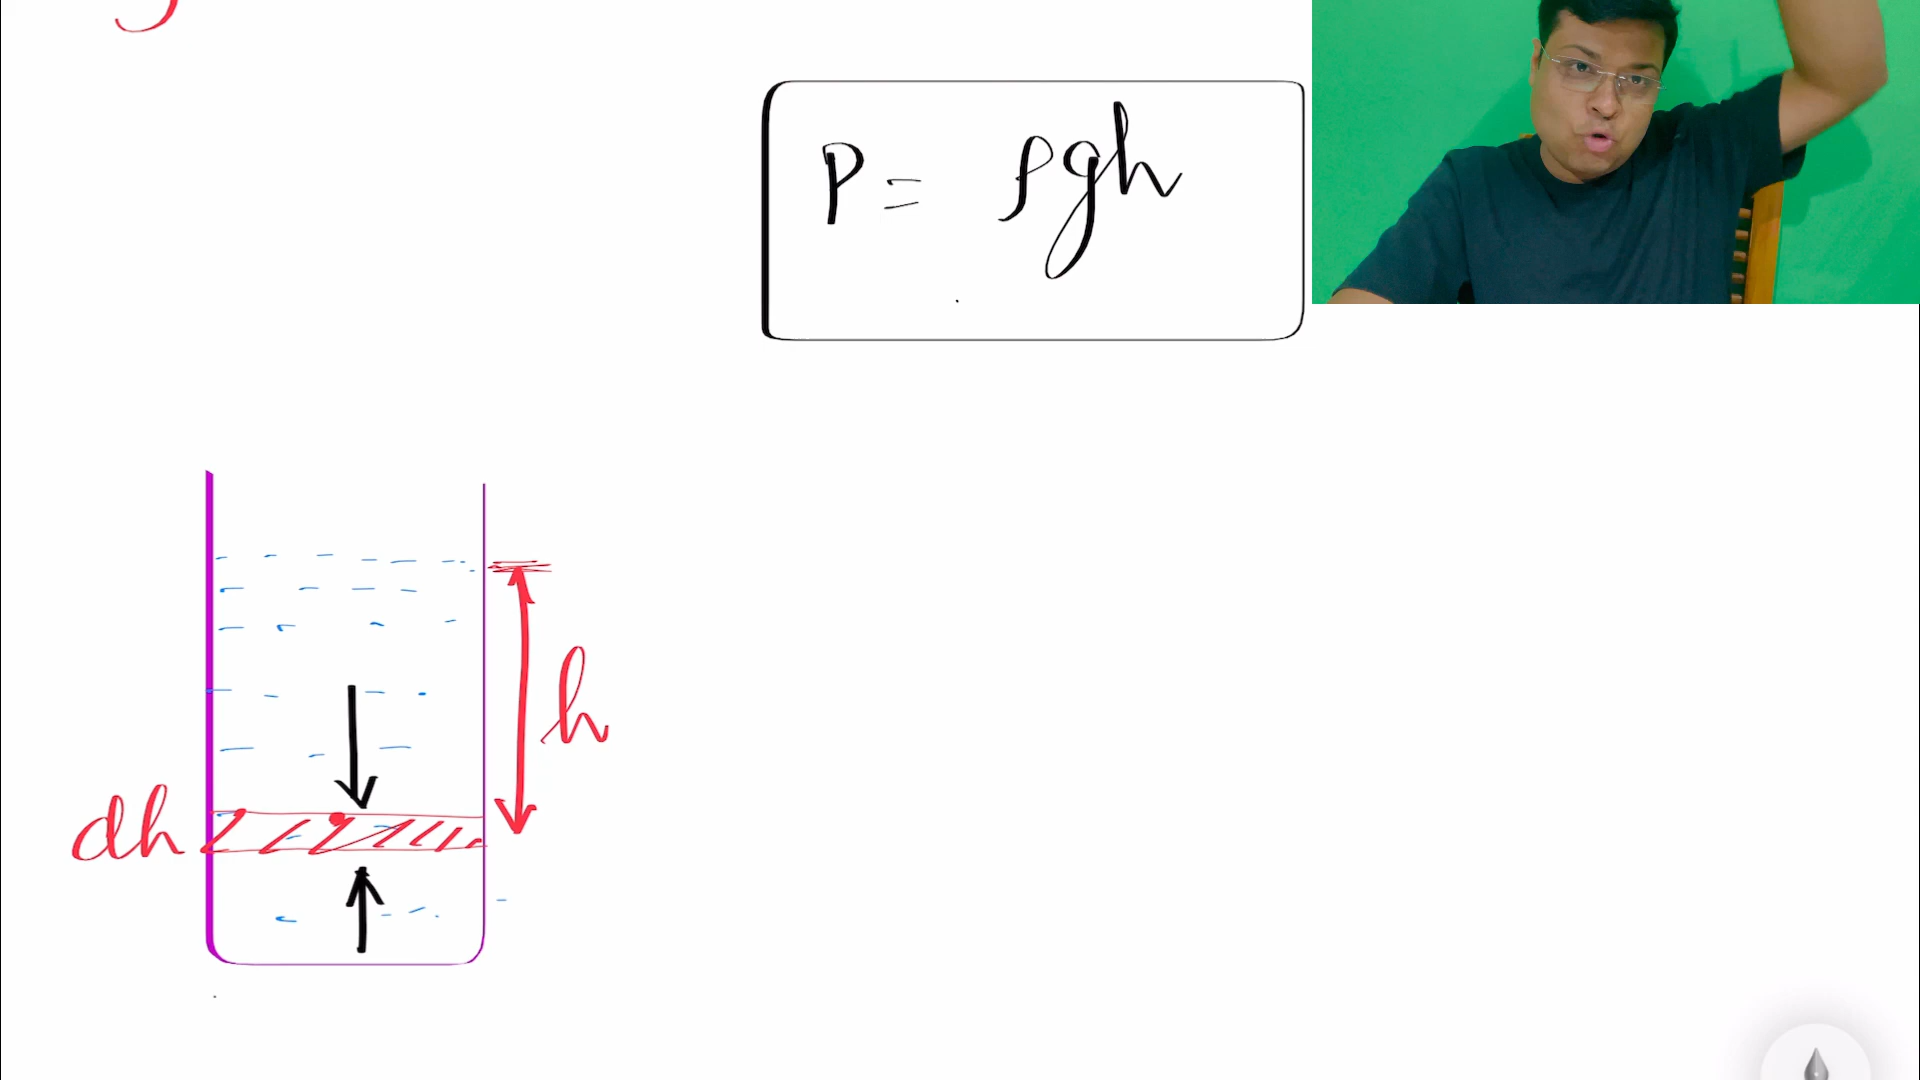 P = ρgh
h
dh